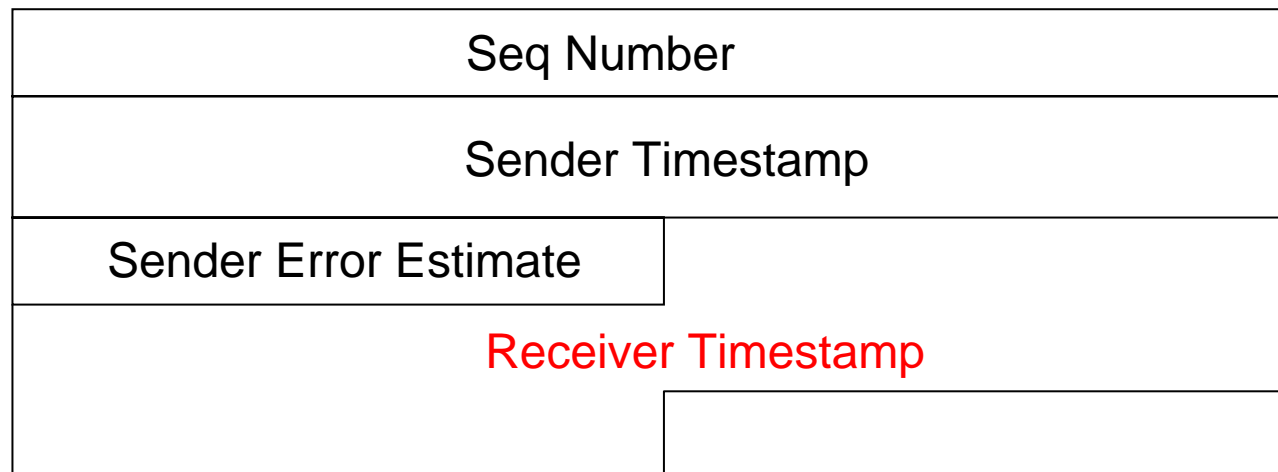 Seq Number
Sender Timestamp
Sender Error Estimate
Receiver Timestamp